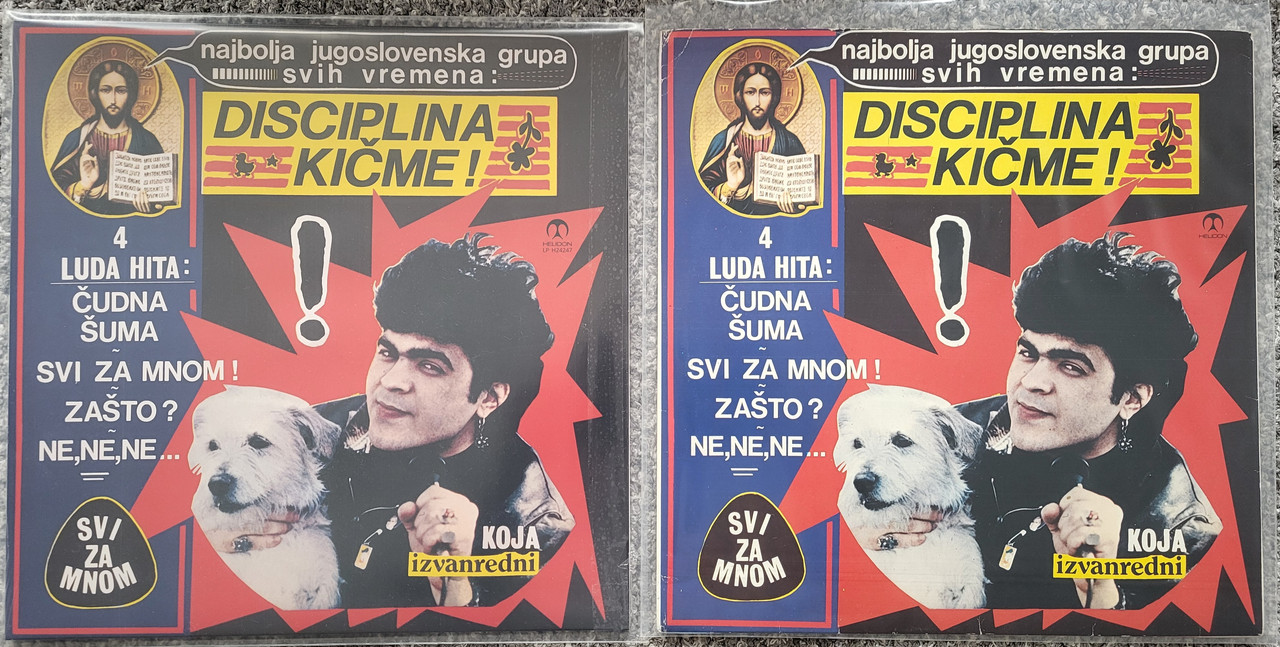 najbolja jugoslovenska grupa
svih vremena:
DISCIPLINA
KIČME!
HELIDON
LP H24247
!
4
LUDA HITA:
ČUDNA
ŠUMA
~
SVI ZA MNOM!
~
ZAŠTO?
~
NE,NE,NE...
SVI
ZA
MNOM
KOJA
izvanredni
najbolja jugoslovenska grupa
svih vremena:
DISCIPLINA
KIČME!
HELIDON
!
4
LUDA HITA:
ČUDNA
ŠUMA
~
SVI ZA MNOM!
~
ZAŠTO?
~
NE,NE,NE...
SVI
ZA
MNOM
KOJA
izvanredni